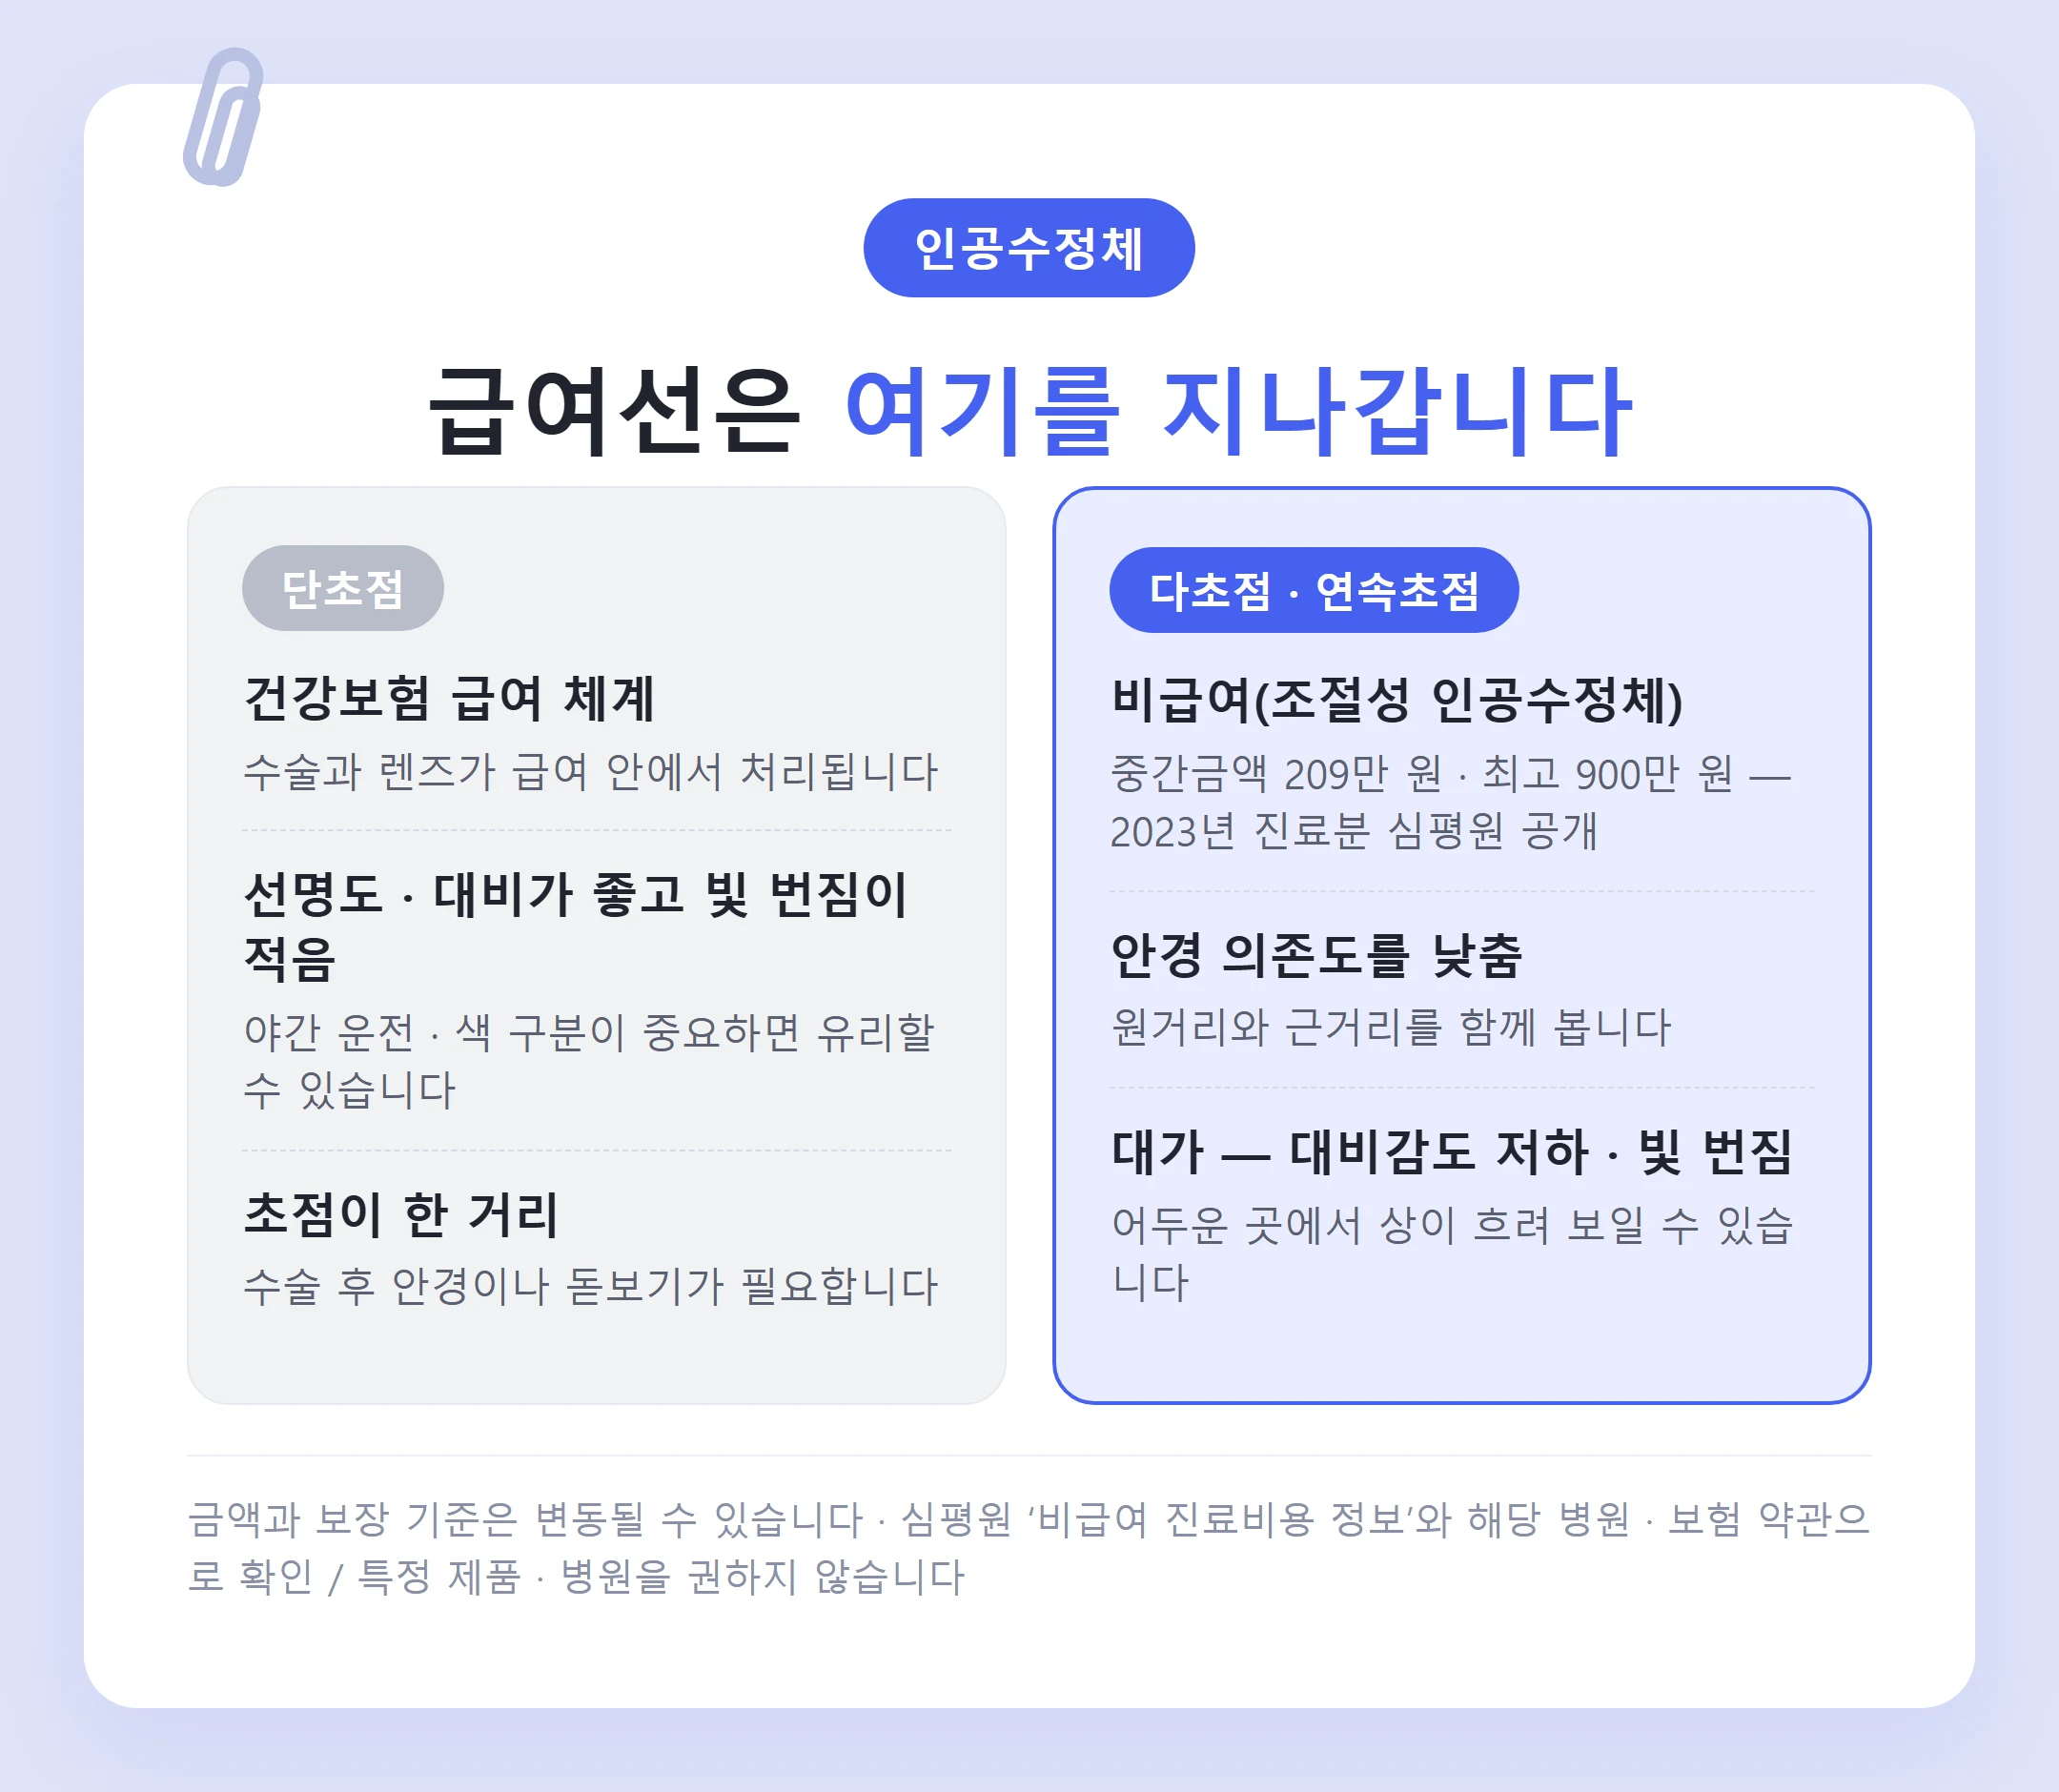 인공수정체
급여선은 여기를 지나갑니다
단초점
건강보험 급여 체계
수술과 렌즈가 급여 안에서 처리됩니다
선명도 · 대비가 좋고 빛 번짐이
적음
야간 운전 · 색 구분이 중요하면 유리할
수 있습니다
초점이 한 거리
수술 후 안경이나 돋보기가 필요합니다
다초점 · 연속초점
비급여(조절성 인공수정체)
중간금액 209만 원 · 최고 900만 원 —
2023년 진료분 심평원 공개
안경 의존도를 낮춤
원거리와 근거리를 함께 봅니다
대가 — 대비감도 저하 · 빛 번짐
어두운 곳에서 상이 흐려 보일 수 있습
니다
금액과 보장 기준은 변동될 수 있습니다 · 심평원 ‘비급여 진료비용 정보’와 해당 병원 · 보험 약관으
로 확인 / 특정 제품 · 병원을 권하지 않습니다